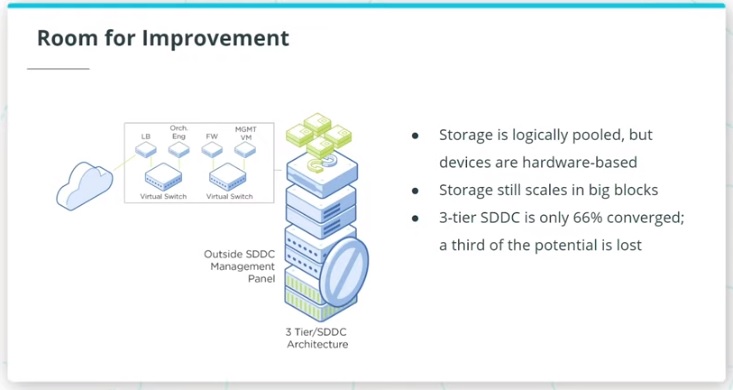 Room for Improvement
LB
Orch.
Eng
FW
MGMT
VM
Virtual Switch
Virtual Switch
Outside SDDC
Management
Panel
3 Tier/SDDC
Architecture
● Storage is logically pooled, but
devices are hardware-based
● Storage still scales in big blocks
● 3-tier SDDC is only 66% converged;
a third of the potential is lost